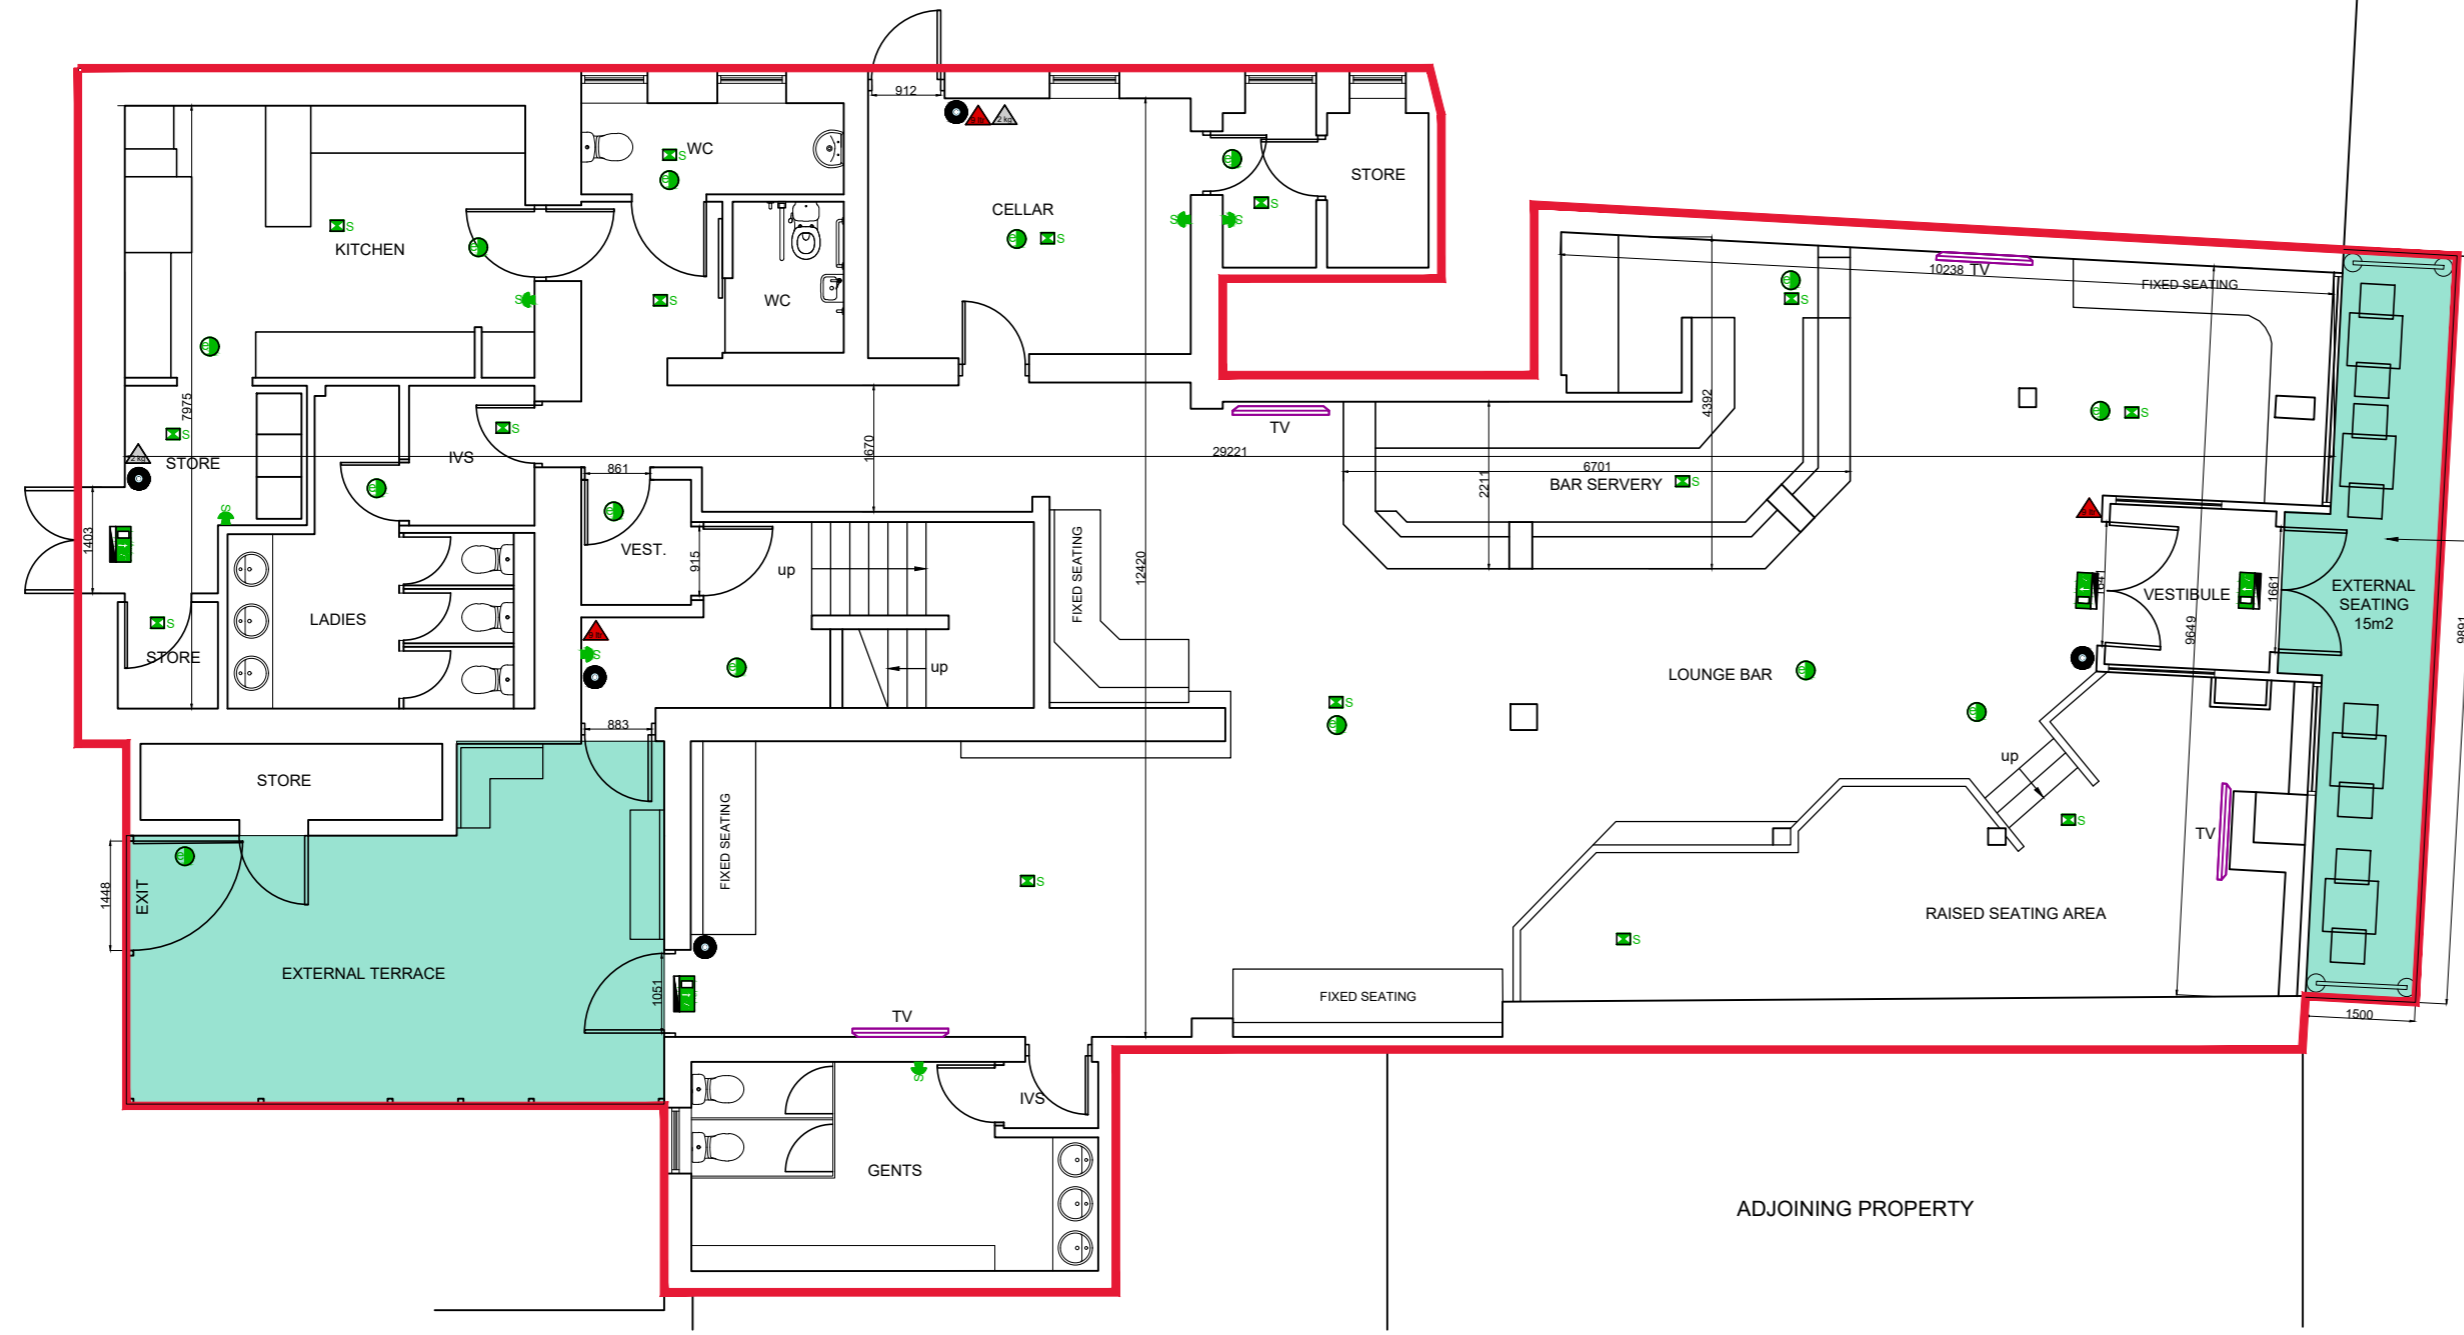 912
WC
S
STORE
CELLAR
S
S
S
S
KITCHEN
S
WC
S
S
S
10238
TV
FIXED SEATING
S
7975
4392
TV
S
S
IVS
1670
29221
6701
2211
BAR SERVERY
S
S
STORE
2 kg
861
S
1403
VEST.
915
up
12420
FIXED SEATING
1661
VESTIBULE
EXTERNAL
SEATING
15m2
9649
9891
LADIES
S
STORE
S
up
LOUNGE BAR
S
883
up
STORE
FIXED SEATING
TV
S
1448
EXIT
S
RAISED SEATING AREA
S
EXTERNAL TERRACE
1051
FIXED SEATING
TV
1500
S
IVS
GENTS
ADJOINING PROPERTY